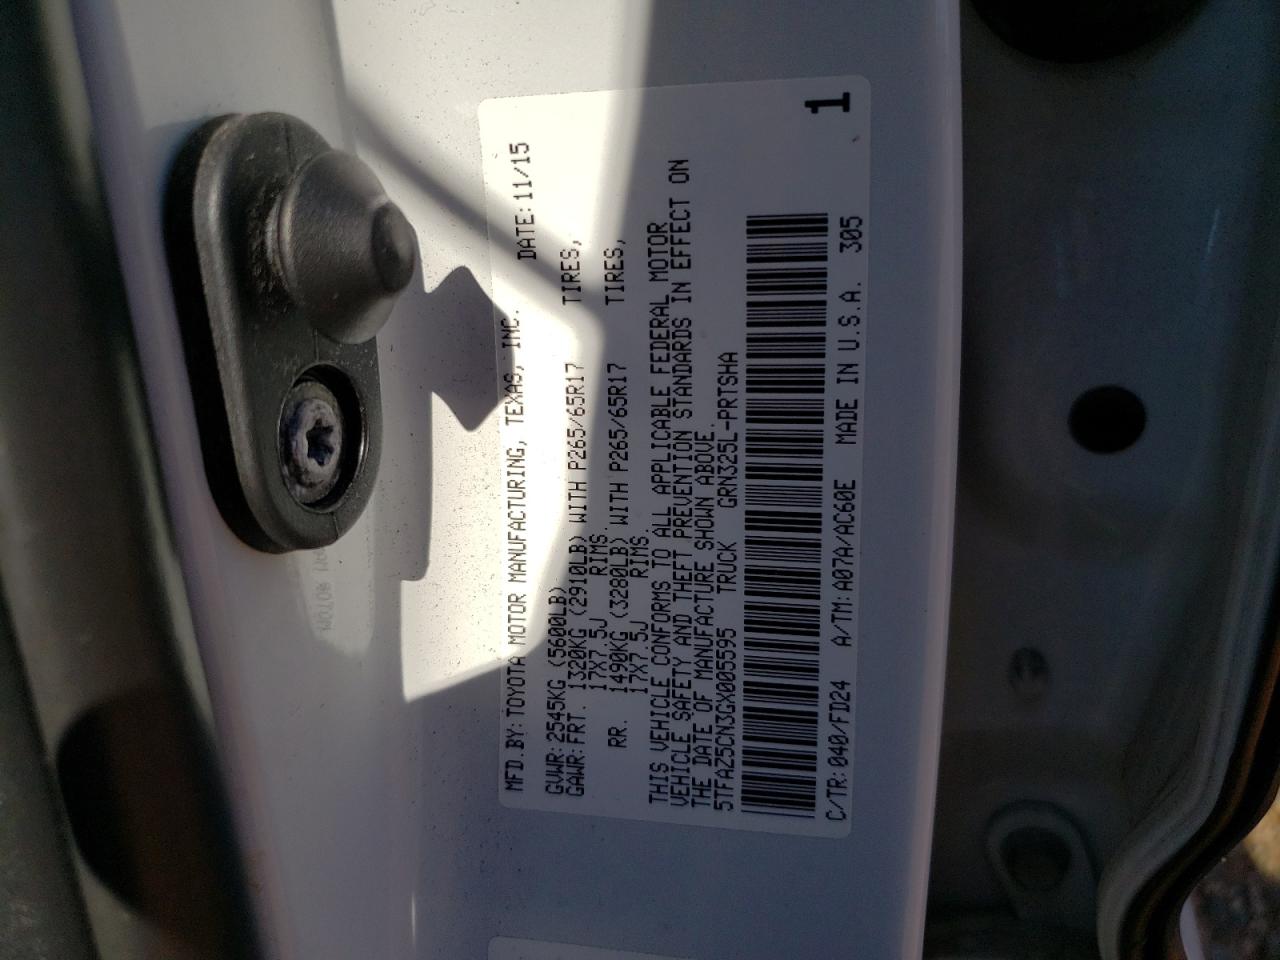 MFD.BY:TOYOTA MOTOR MANUFACTURING, TEXAS, INC. DATE:11/15
GVWR:2545KG (5600LB)
GAWR:FRT. 1320KG (2910LB) WITH P265/65R17 TIRES,
17X7.5J RIMS.
RR. 1490KG (3280LB) WITH P265/65R17 TIRES,
17X7.5J RIMS.
THIS VEHICLE CONFORMS TO ALL APPLICABLE FEDERAL MOTOR
VEHICLE SAFETY AND THEFT PREVENTION STANDARDS IN EFFECT ON
THE DATE OF MANUFACTURE SHOWN ABOVE.
5TFAZ5CN3GX005595 TRUCK GRN325L-PRTSHA
C/TR:040/FD24 A/TM:A07A/AC60E MADE IN U.S.A. 305
1